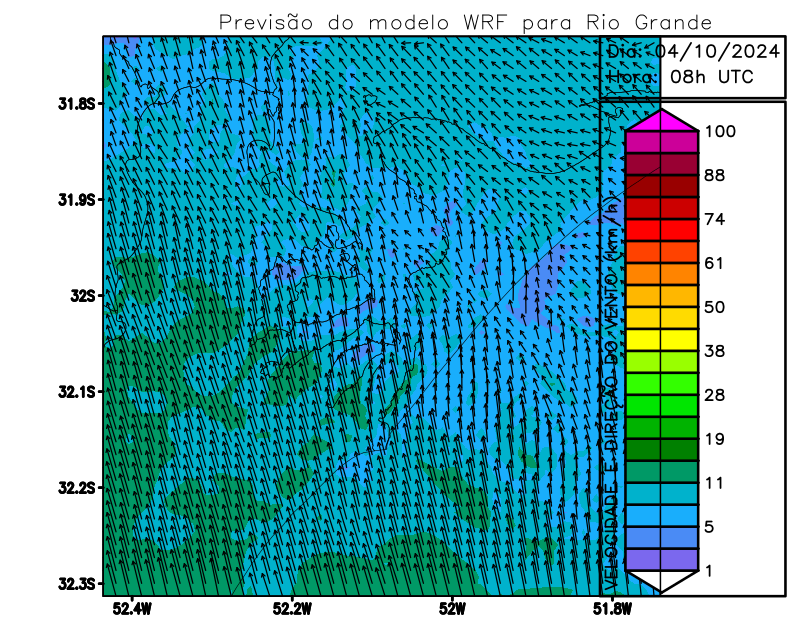 Previsão do modelo WRF para Rio Grande
Dia: 04/10/2024
Hora: 08h UTC
31.8S
31.9S
32S
32.1S
32.2S
32.3S
52.4W
52.2W
52W
51.8W
VELOCIDADE E DIREÇÃO DO VENTO (km/h)
100
88
74
61
50
38
28
19
11
5
1